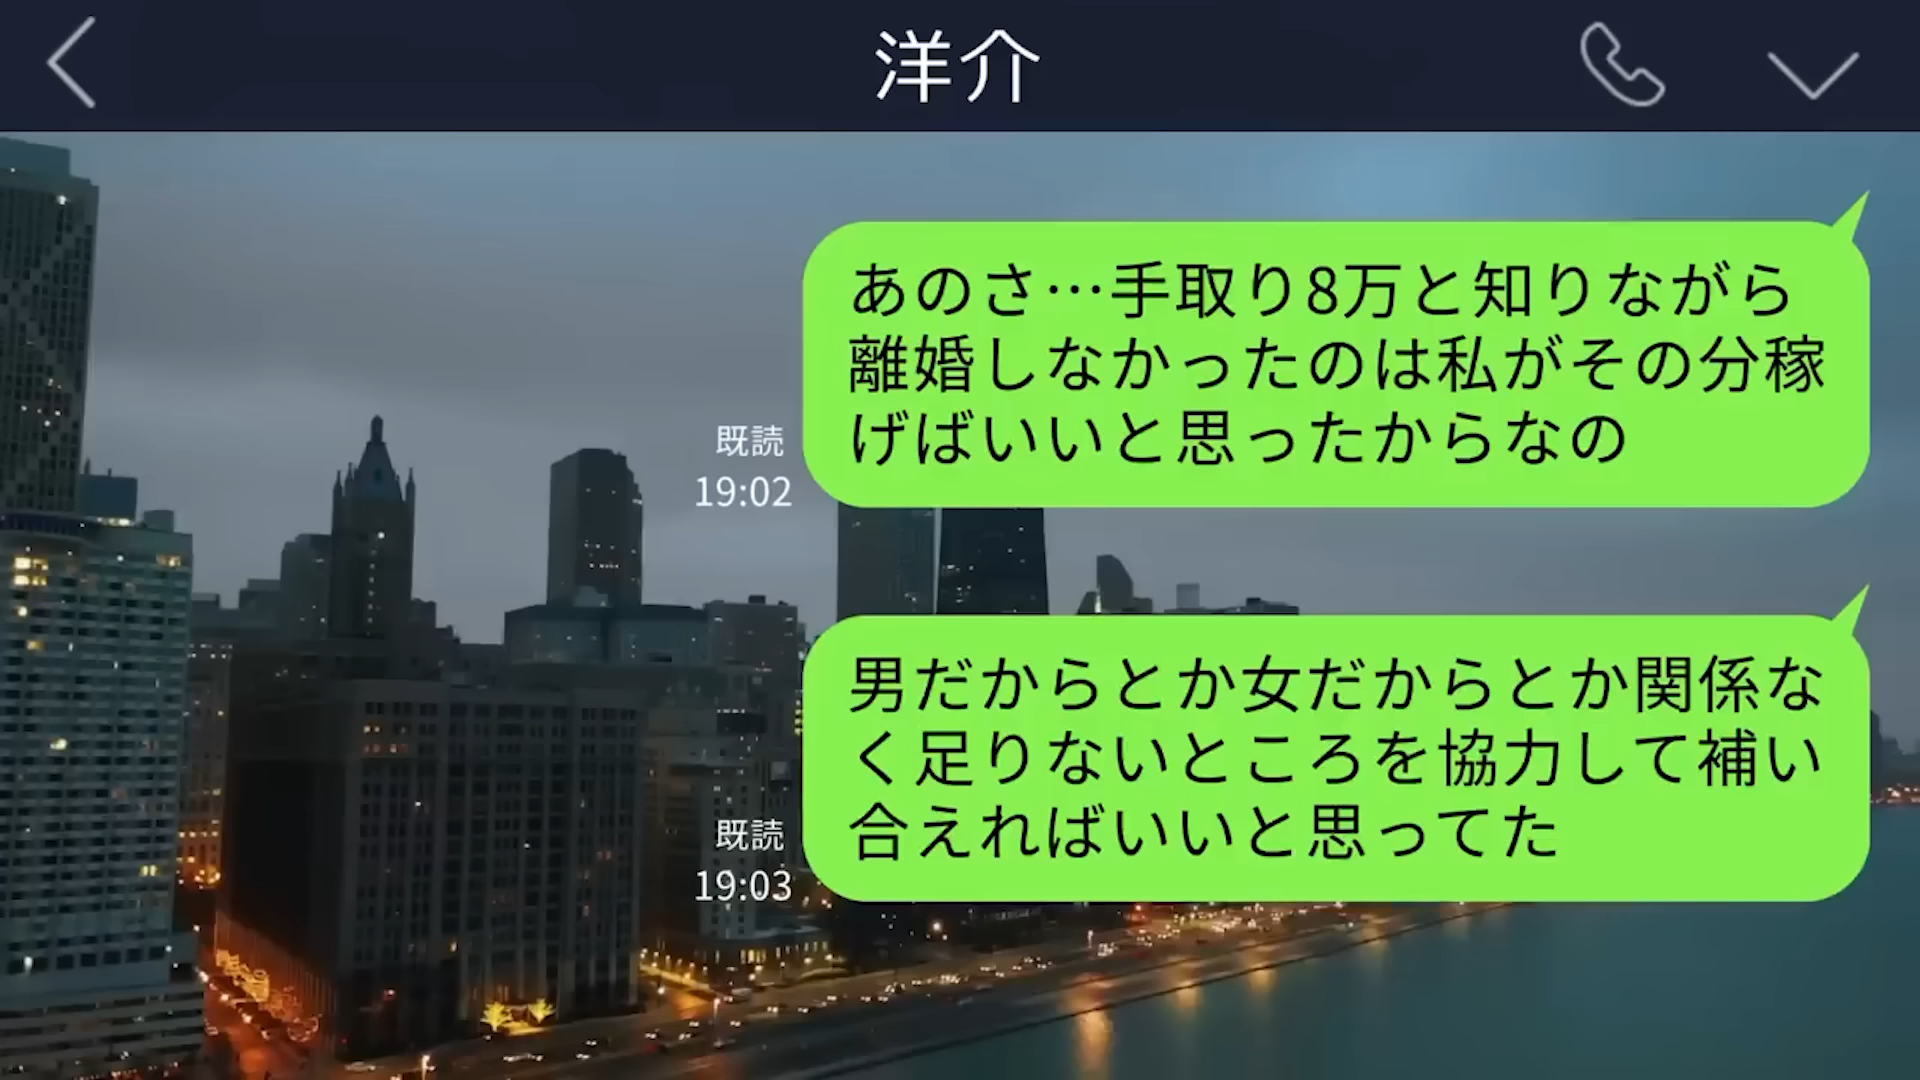 洋介
あのさ…手取り8万と知りながら
離婚しなかったのは私がその分稼
げばいいと思ったからなの
既読
19:02
男だからとか女だからとか関係な
く足りないところを協力して補い
合えればいいと思ってた
既読
19:03